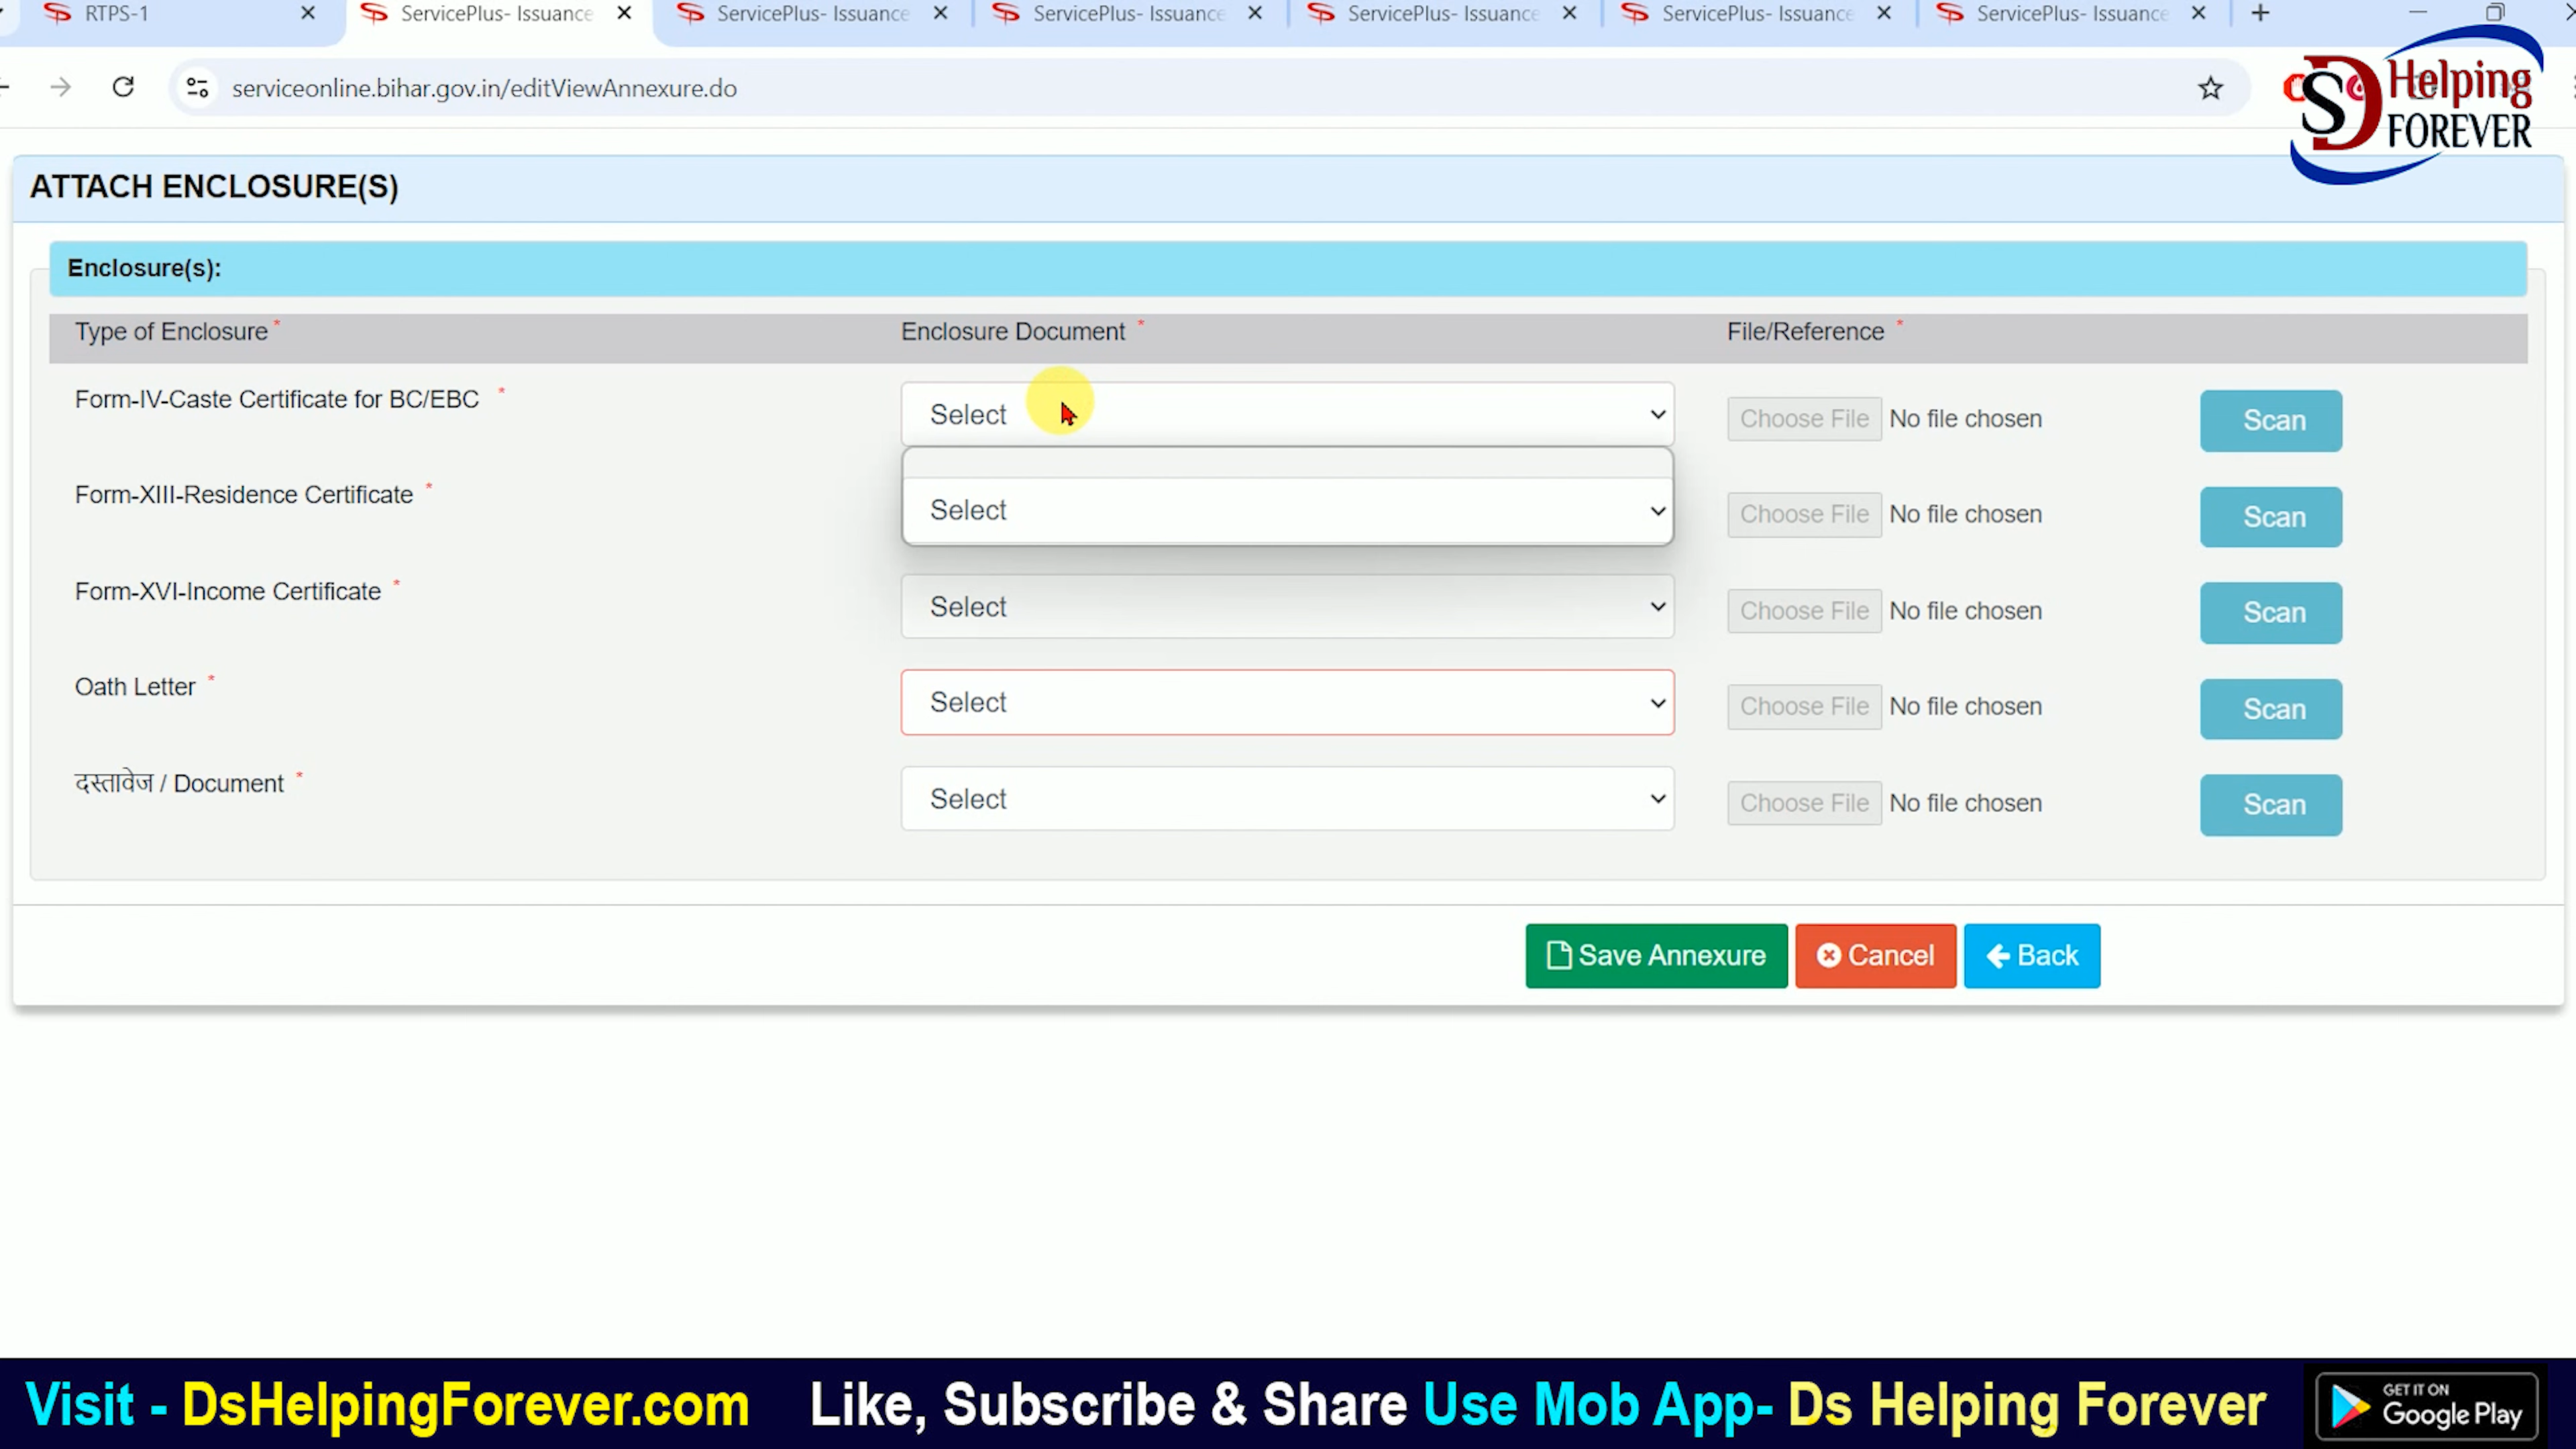 RTPS-1
ServicePlus- Issuance
ServicePlus- Issuance
ServicePlus- Issuance
ServicePlus- Issuance
ServicePlus- Issuance
ServicePlus- Issuance
serviceonline.bihar.gov.in/editViewAnnexure.do
DS Helping
FOREVER
ATTACH ENCLOSURE(S)
Enclosure(s):
Type of Enclosure * Enclosure Document * File/Reference *
Form-IV-Caste Certificate for BC/EBC * Select Choose File No file chosen Scan
Form-XIII-Residence Certificate * Select Choose File No file chosen Scan
Form-XVI-Income Certificate * Select Choose File No file chosen Scan
Oath Letter * Select Choose File No file chosen Scan
दस्तावेज / Document * Select Choose File No file chosen Scan
Save Annexure Cancel Back
Visit - DsHelpingForever.com Like, Subscribe & Share Use Mob App- Ds Helping Forever
GET IT ON
Google Play